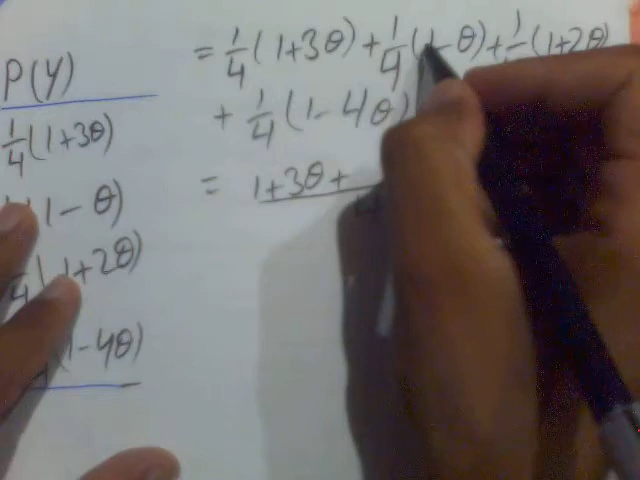 P(Y)
1/4(1+3θ)
1-θ)
1+2θ)
1-4θ)
= 1/4(1+3θ)+1/4(1-θ)+1/(1+2θ)
+ 1/4(1-4θ)
= 1+3θ+